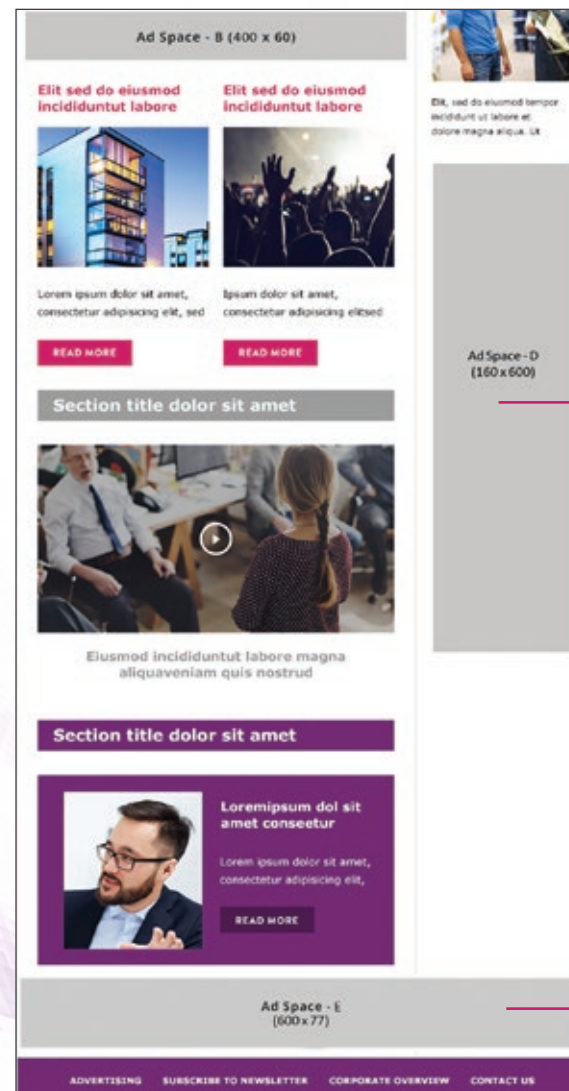 Ad Space - B (400 x 60)
Elit sed do eiusmod
incididuntut labore
Lorem ipsum dolor sit amet,
consectetur adipisicing elit, sed
READ MORE
Elit sed do eiusmod
incididuntut labore
Ipsum dolor sit amet,
consectetur adipisicing elitsed
READ MORE
Section title dolor sit amet
Eiusmod incididuntut labore magna
aliquaveniam quis nostrud
Section title dolor sit amet
Loremipsum dol sit
amet conseetur
Lorem ipsum dolor sit amet,
consectetur adipisicing elit,
READ MORE
Elit, sed do eiusmod tempor
incididunt ut labore et
dolore magna aliqua. Ut
Ad Space - D
(160 x 600)
Ad Space - E
(600 x 77)
ADVERTISING SUBSCRIBE TO NEWSLETTER CORPORATE OVERVIEW CONTACT US